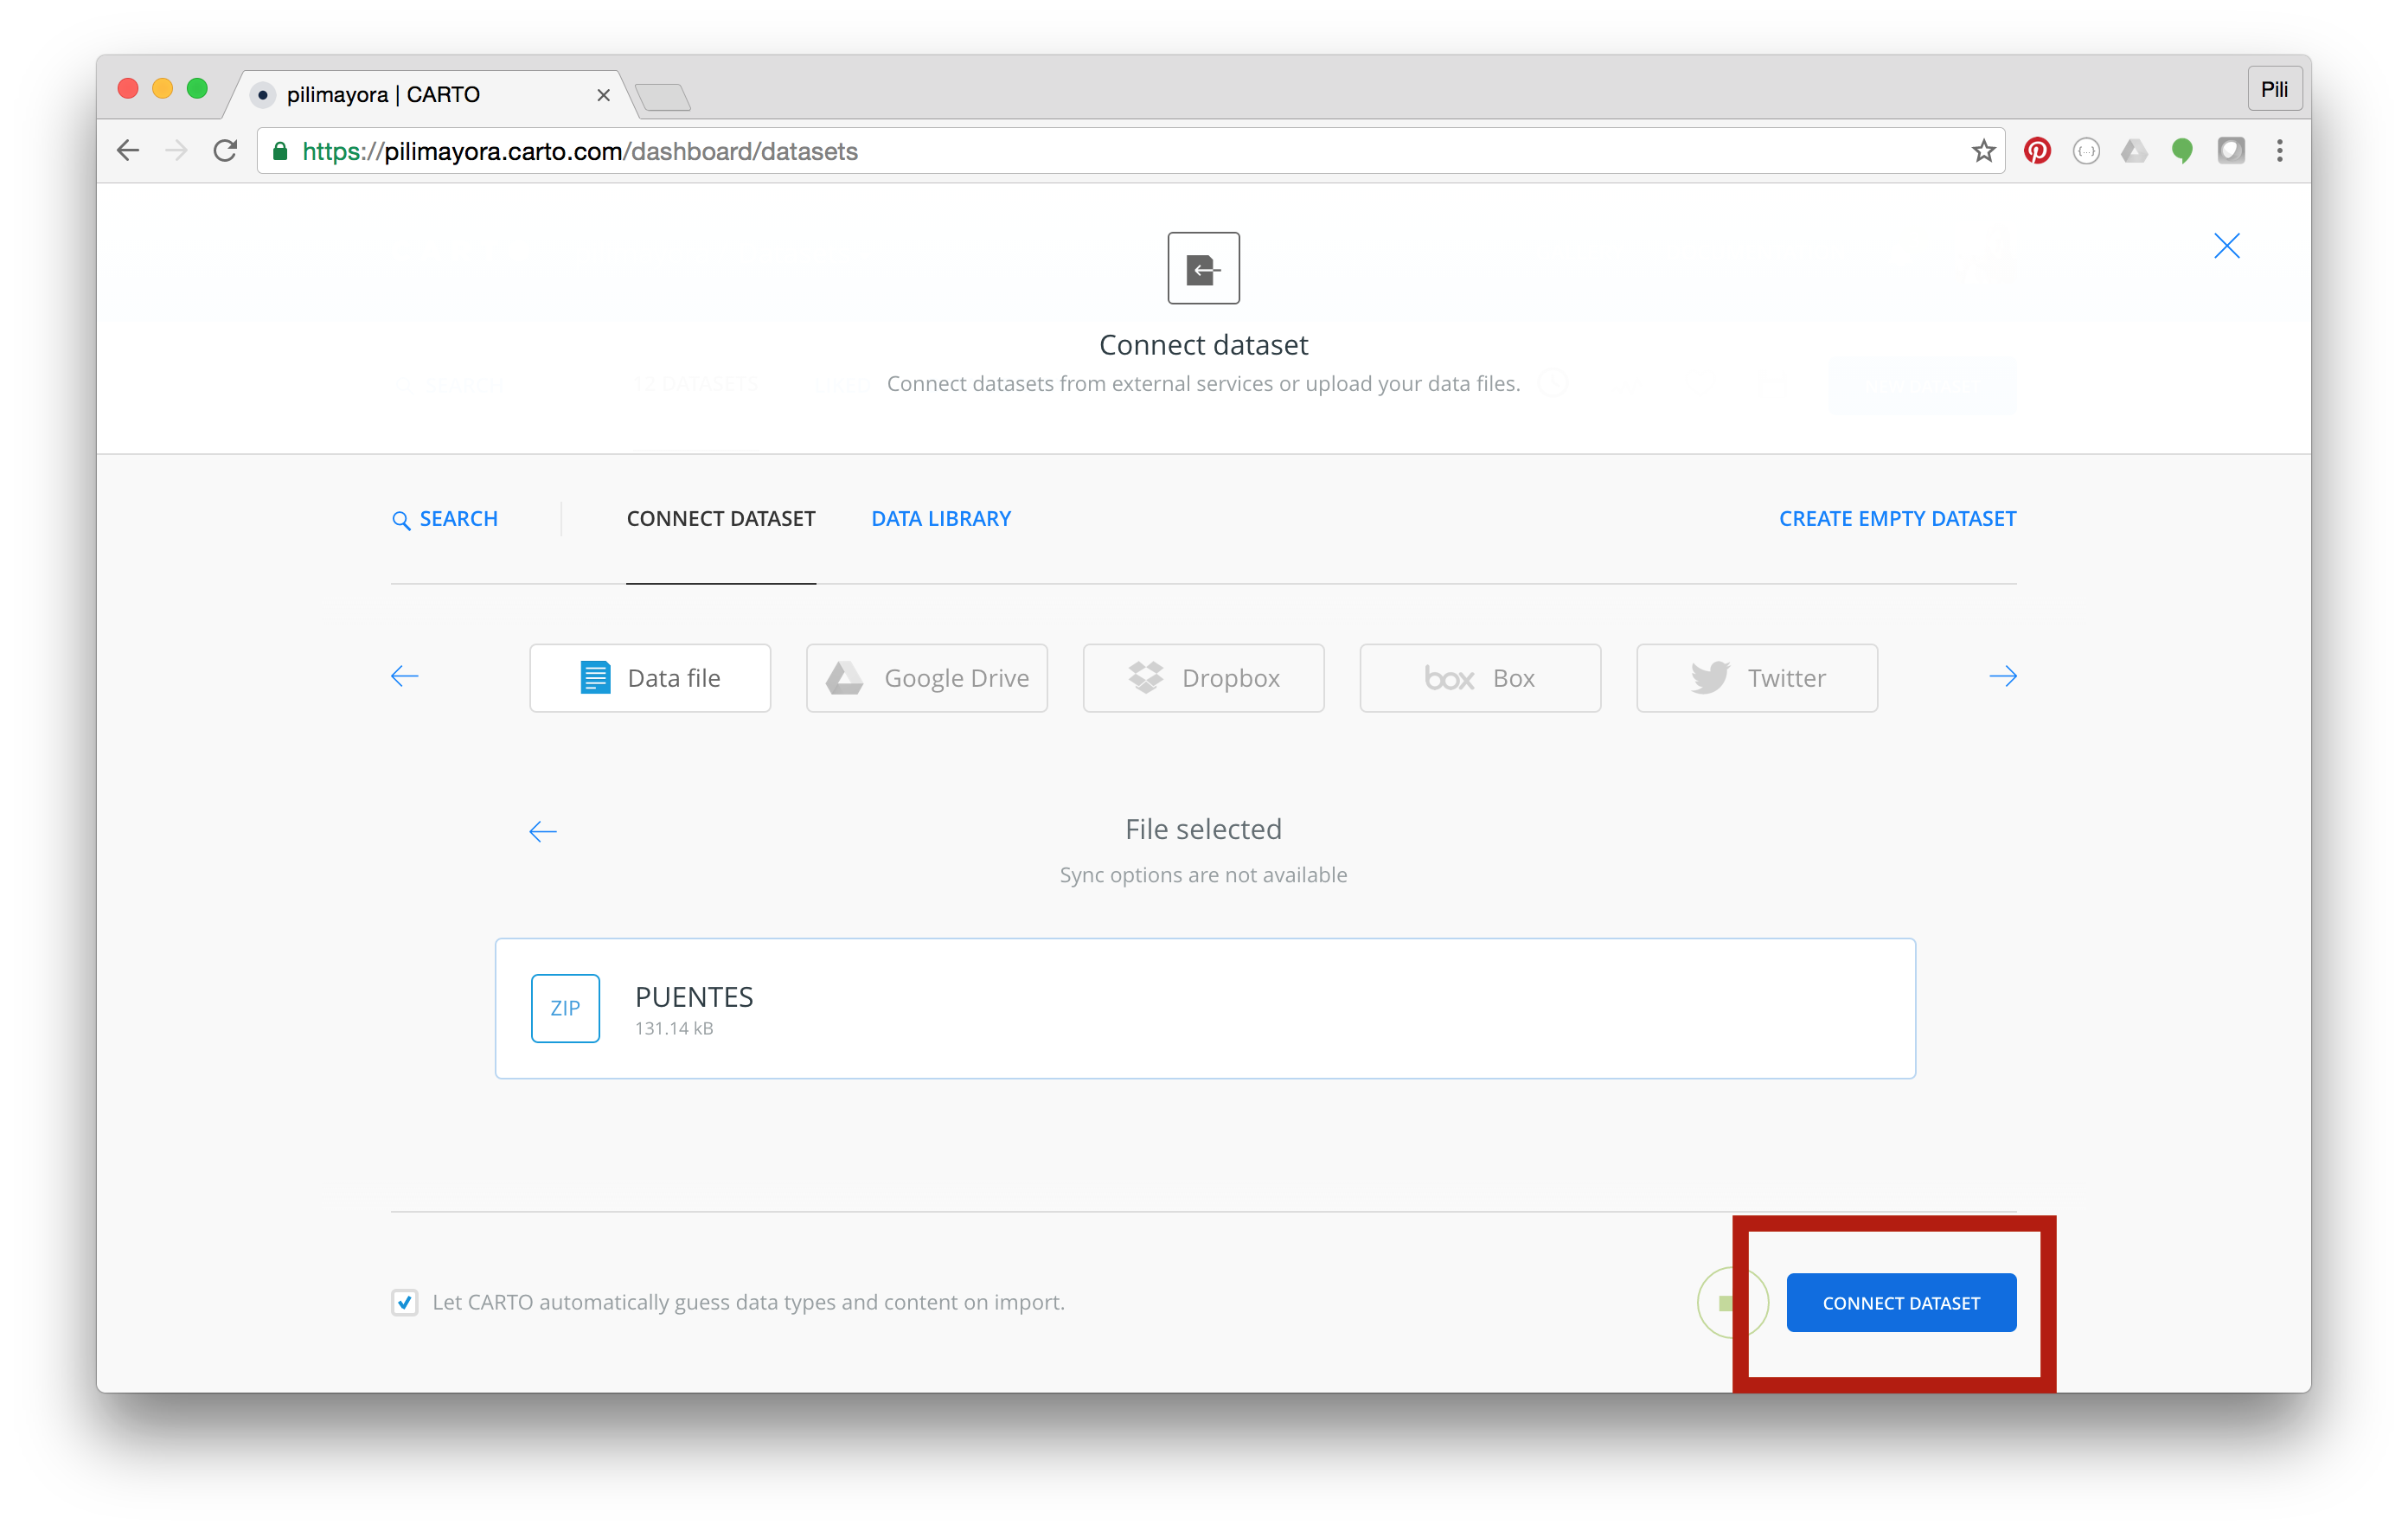 pilimayora | CARTO
Pili
https://pilimayora.carto.com/dashboard/datasets
Connect dataset
Connect datasets from external services or upload your data files.
SEARCH
CONNECT DATASET
DATA LIBRARY
CREATE EMPTY DATASET
Data file
Google Drive
Dropbox
box Box
Twitter
File selected
Sync options are not available
ZIP
PUENTES
131.14 kB
Let CARTO automatically guess data types and content on import.
CONNECT DATASET